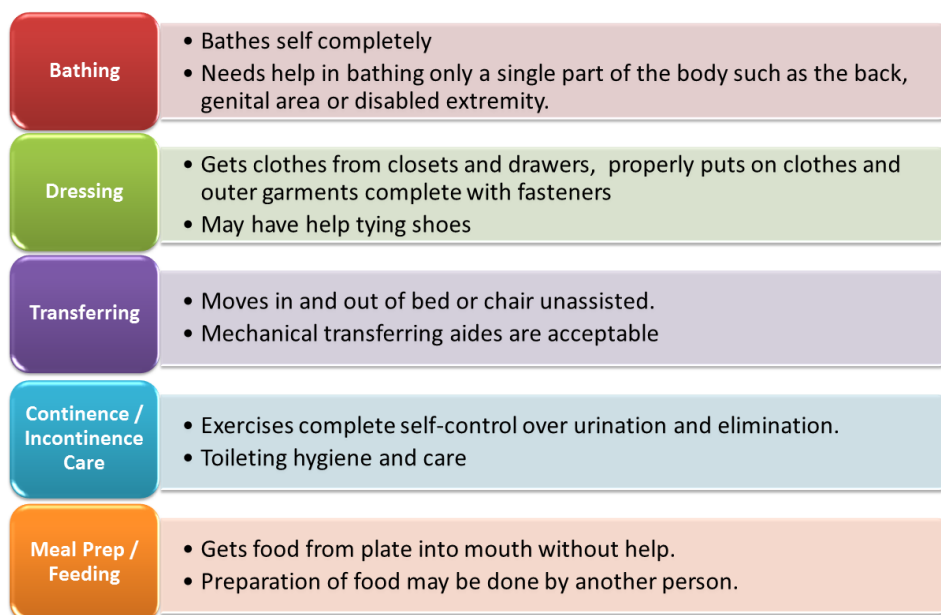 Bathing
• Bathes self completely
• Needs help in bathing only a single part of the body such as the back,
genital area or disabled extremity.
Dressing
• Gets clothes from closets and drawers, properly puts on clothes and
outer garments complete with fasteners
• May have help tying shoes
Transferring
• Moves in and out of bed or chair unassisted.
• Mechanical transferring aides are acceptable
Continence /
Incontinence
Care
• Exercises complete self-control over urination and elimination.
• Toileting hygiene and care
Meal Prep /
Feeding
• Gets food from plate into mouth without help.
• Preparation of food may be done by another person.